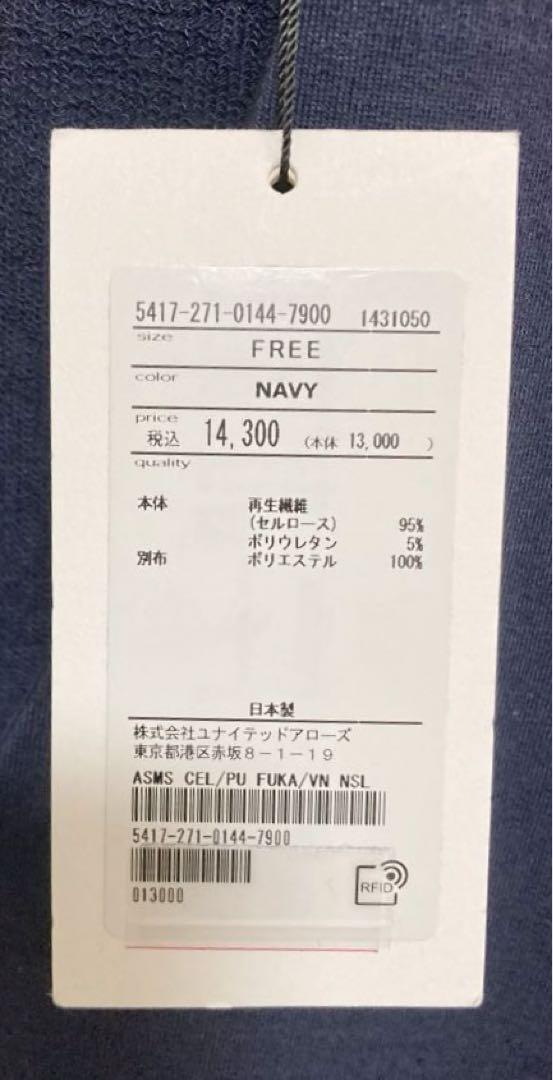 5417-271-0144-7900 1431050
size
FREE
color
NAVY
price
税込 14,300 (本体 13,000 )
quality
本体 再生繊維
(セルロース) 95%
ポリウレタン 5%
別布 ポリエステル 100%
日本製
株式会社ユナイテッドアローズ
東京都港区赤坂8-1-19
ASMS CEL/PU FUKA/VN NSL
5417-271-0144-7900
013000
RFID